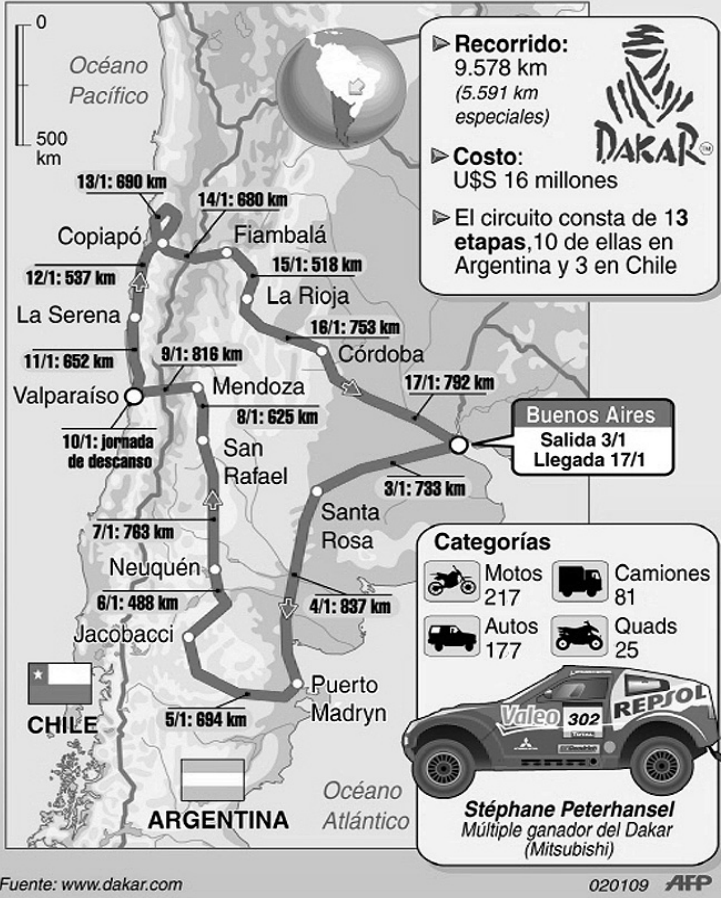 0
500
km
Océano
Pacífico
Recorrido:
9.578 km
(5.591 km
especiales)
DAKAR TM
Costo:
U$S 16 millones
El circuito consta de 13
etapas,10 de ellas en
Argentina y 3 en Chile
13/1: 690 km
14/1: 680 km
Copiapó
Fiambalá
12/1: 537 km
15/1: 518 km
La Serena
La Rioja
16/1: 753 km
11/1: 652 km
9/1: 816 km
Córdoba
Valparaíso
Mendoza
17/1: 792 km
8/1: 625 km
10/1: jornada
de descanso
San
Rafael
Buenos Aires
Salida 3/1
Llegada 17/1
3/1: 733 km
Santa
Rosa
7/1: 763 km
Neuquén
6/1: 488 km
4/1: 837 km
Jacobacci
Puerto
Madryn
5/1: 694 km
CHILE
ARGENTINA
Océano
Atlántico
Categorías
Motos
217
Camiones
81
Autos
177
Quads
25
Valeo
302
TOTAL
REPSOL
Stéphane Peterhansel
Múltiple ganador del Dakar
(Mitsubishi)
Fuente: www.dakar.com
020109 AFP